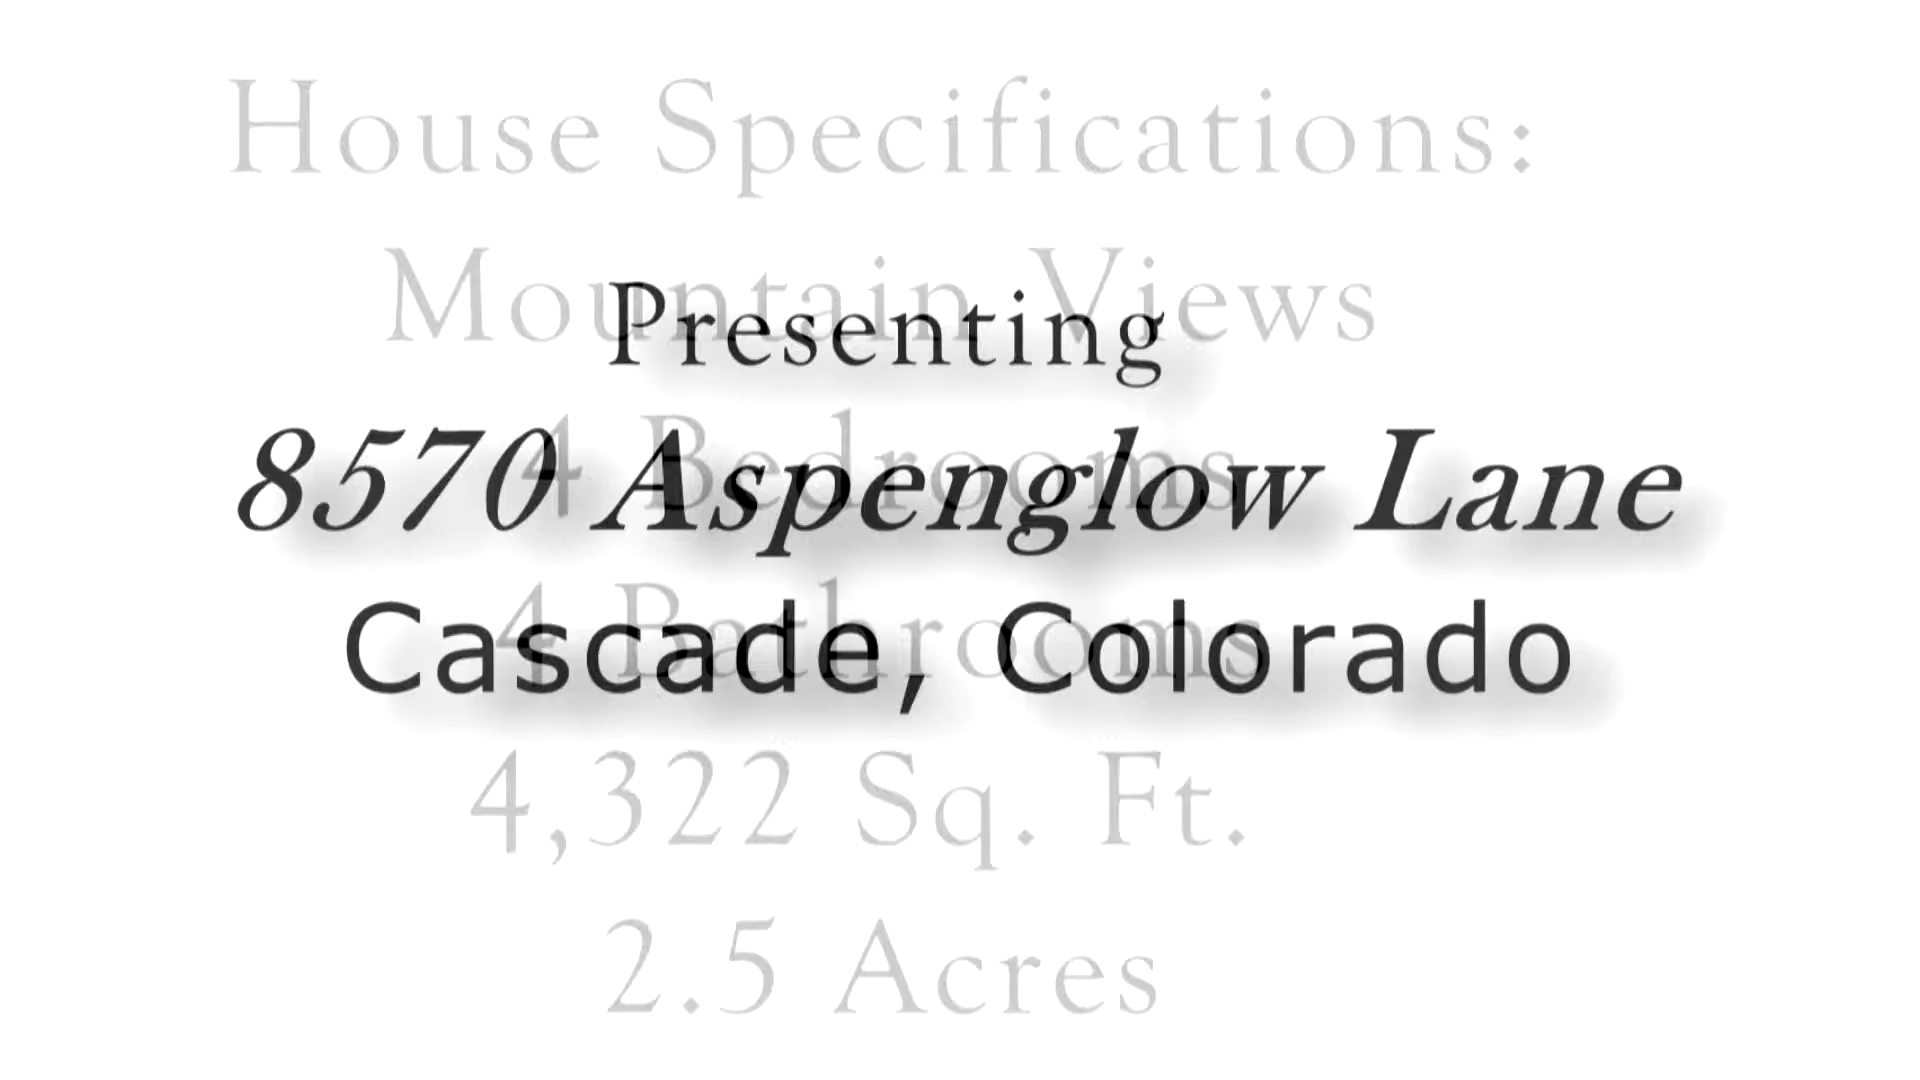 House Specifications:
Mountain Views
Presenting
4 Bedrooms
8570 Aspenglow Lane
4 Bathrooms
Cascade, Colorado
4,322 Sq. Ft.
2.5 Acres